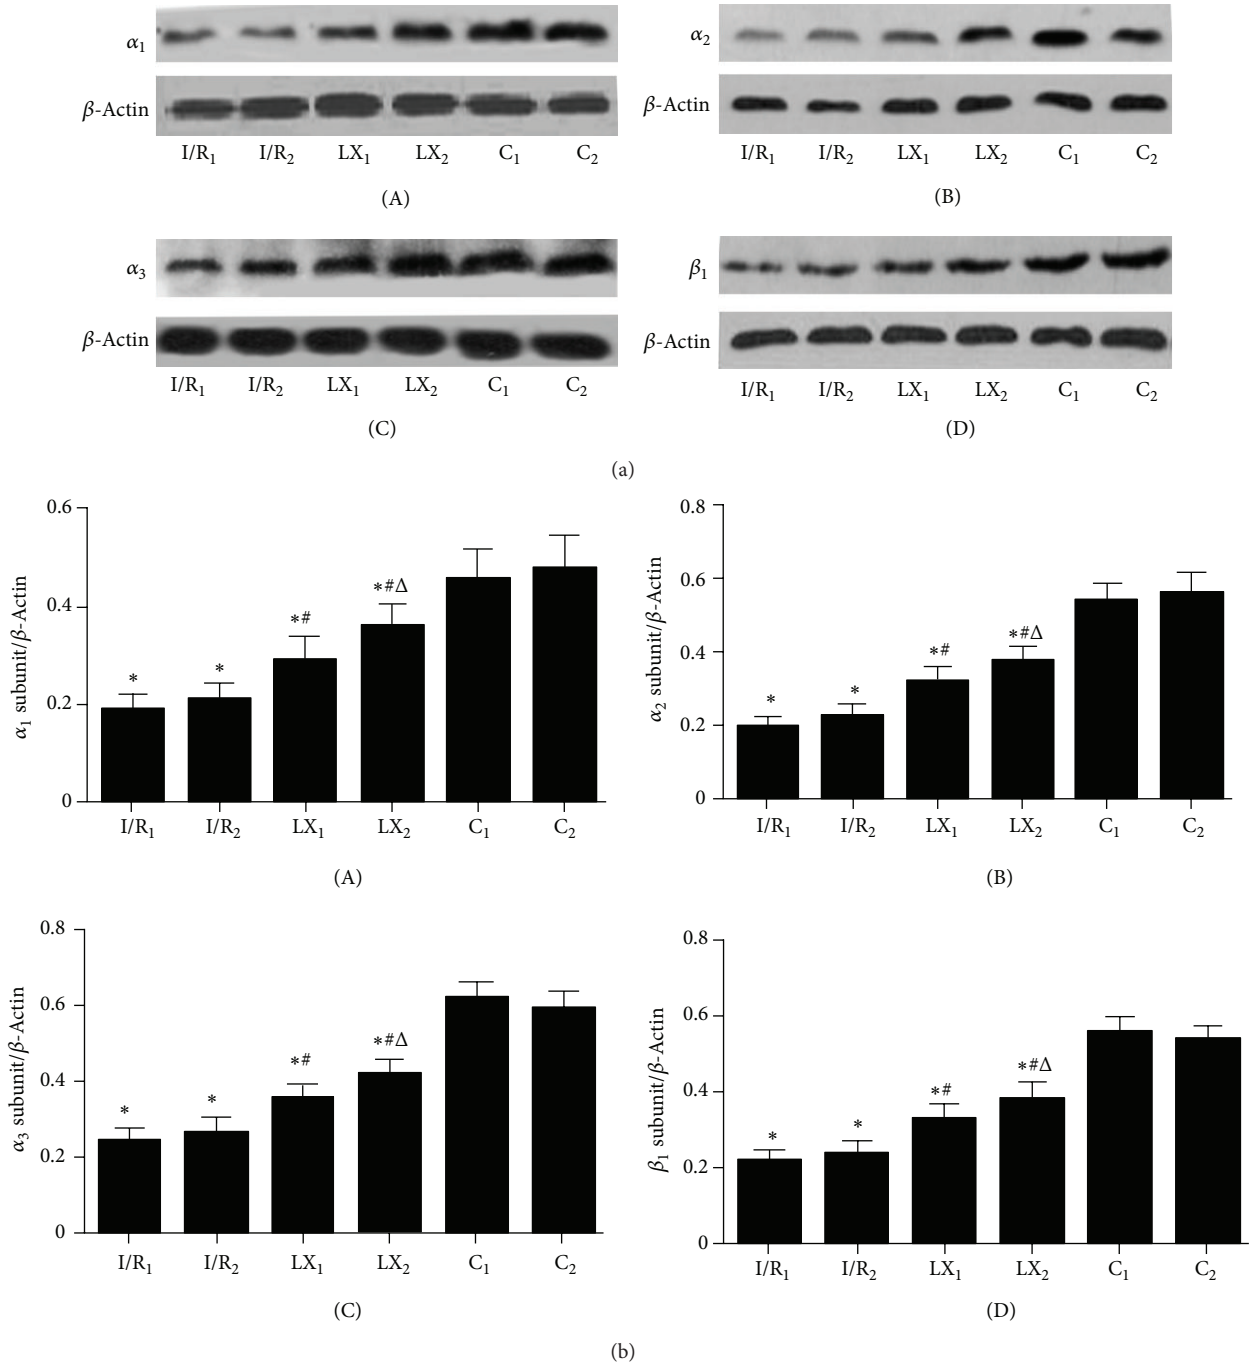 α1
β-Actin
I/R1 I/R2 LX1 LX2 C1 C2
(A)
α2
β-Actin
I/R1 I/R2 LX1 LX2 C1 C2
(B)
α3
β-Actin
I/R1 I/R2 LX1 LX2 C1 C2
(C)
β1
β-Actin
I/R1 I/R2 LX1 LX2 C1 C2
(D)
(a)
α1 subunit/β-Actin
0.6
0.4
0.2
0
* * *# *#Δ
I/R1 I/R2 LX1 LX2 C1 C2
(A)
α2 subunit/β-Actin
0.8
0.6
0.4
0.2
0
* * *# *#Δ
I/R1 I/R2 LX1 LX2 C1 C2
(B)
α3 subunit/β-Actin
0.8
0.6
0.4
0.2
0
* * *# *#Δ
I/R1 I/R2 LX1 LX2 C1 C2
(C)
β1 subunit/β-Actin
0.8
0.6
0.4
0.2
0
* * *# *#Δ
I/R1 I/R2 LX1 LX2 C1 C2
(D)
(b)